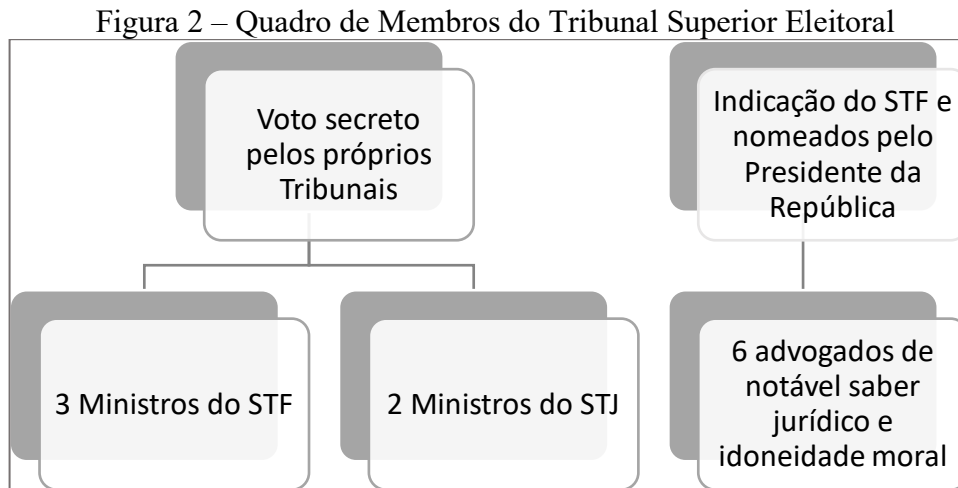 Figura 2 – Quadro de Membros do Tribunal Superior Eleitoral
Voto secreto
pelos próprios
Tribunais
Indicação do STF e
nomeados pelo
Presidente da
República
3 Ministros do STF
2 Ministros do STJ
6 advogados de
notável saber
jurídico e
idoneidade moral